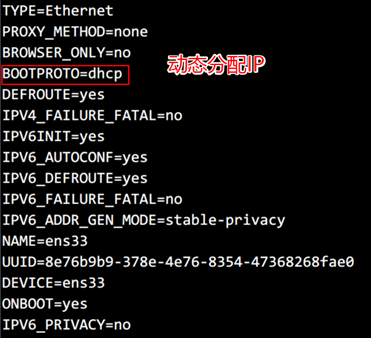 TYPE=Ethernet
PROXY_METHOD=none
BROWSER_ONLY=no
BOOTPROTO=dhcp
动态分配IP
DEFROUTE=yes
IPV4_FAILURE_FATAL=no
IPV6INIT=yes
IPV6_AUTOCONF=yes
IPV6_DEFROUTE=yes
IPV6_FAILURE_FATAL=no
IPV6_ADDR_GEN_MODE=stable-privacy
NAME=ens33
UUID=8e76b9b9-378e-4e76-8354-47368268fae0
DEVICE=ens33
ONBOOT=yes
IPV6_PRIVACY=no